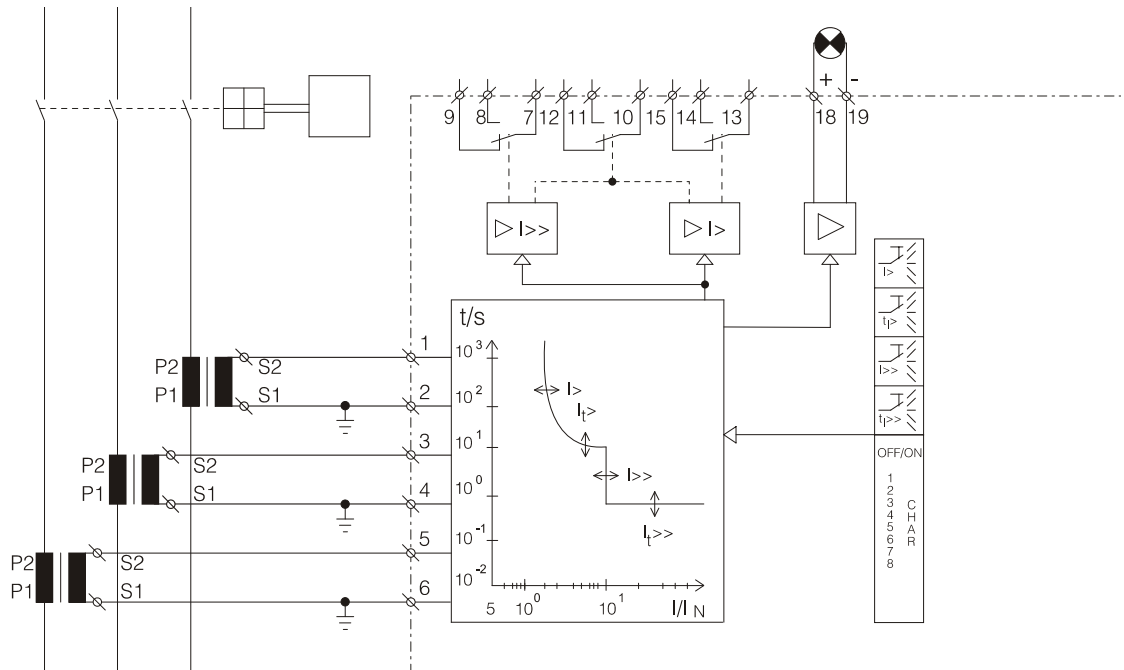 + -
9 8 7 12 11 10 15 14 13 18 19
I>> I>
I>
tI>
I>>
tI>>
OFF/ON
1
2
3
4
5
6
7
8
CHAR
t/s
10³
10²
10¹
10⁰
10⁻¹
10⁻²
5 10⁰ 10¹ I/I N
I>
It>
I>>
It>>
1
2
3
4
5
6
P2 S2
P1 S1
P2 S2
P1 S1
P2 S2
P1 S1